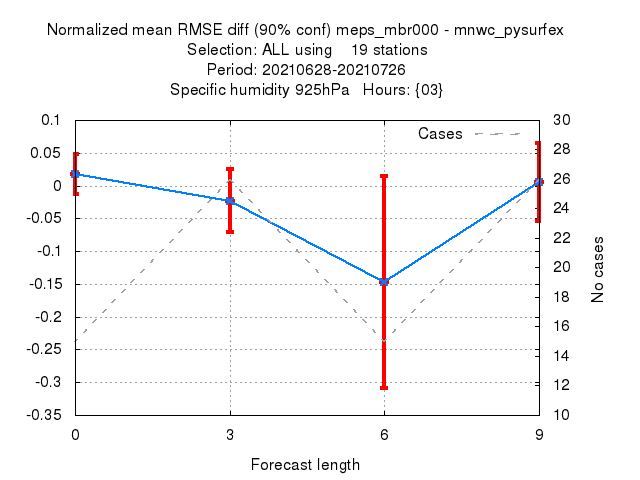 Normalized mean RMSE diff (90% conf) meps_mbr000 - mnwc_pysurfex
Selection: ALL using 19 stations
Period: 20210628-20210726
Specific humidity 925hPa Hours: {03}
Cases
0.1
0.05
0
-0.05
-0.1
-0.15
-0.2
-0.25
-0.3
-0.35
30
28
26
24
22
20
18
16
14
12
10
No cases
0 3 6 9
Forecast length